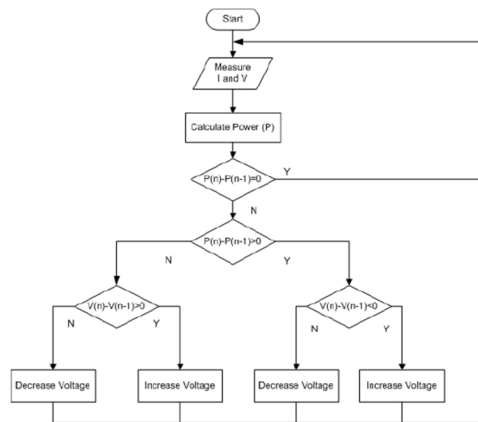 Start
Measure
I and V
Calculate Power (P)
P(n)-P(n-1)=0
Y
N
P(n)-P(n-1)>0
N
Y
V(n)-V(n-1)>0
V(n)-V(n-1)<0
N
Y
N
Y
Decrease Voltage
Increase Voltage
Decrease Voltage
Increase Voltage